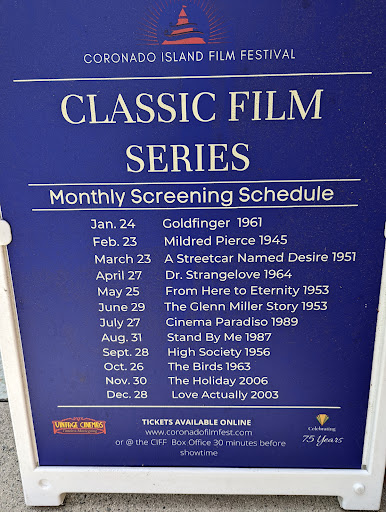 CORONADO ISLAND FILM FESTIVAL
CLASSIC FILM
SERIES
Monthly Screening Schedule
Jan. 24 Goldfinger 1961
Feb. 23 Mildred Pierce 1945
March 23 A Streetcar Named Desire 1951
April 27 Dr. Strangelove 1964
May 25 From Here to Eternity 1953
June 29 The Glenn Miller Story 1953
July 27 Cinema Paradiso 1989
Aug. 31 Stand By Me 1987
Sept. 28 High Society 1956
Oct. 26 The Birds 1963
Nov. 30 The Holiday 2006
Dec. 28 Love Actually 2003
VINTAGE CINEMAS
TICKETS AVAILABLE ONLINE
www.coronadofilmfest.com
or @ the CIFF Box Office 30 minutes before
showtime
Celebrating
75 Years